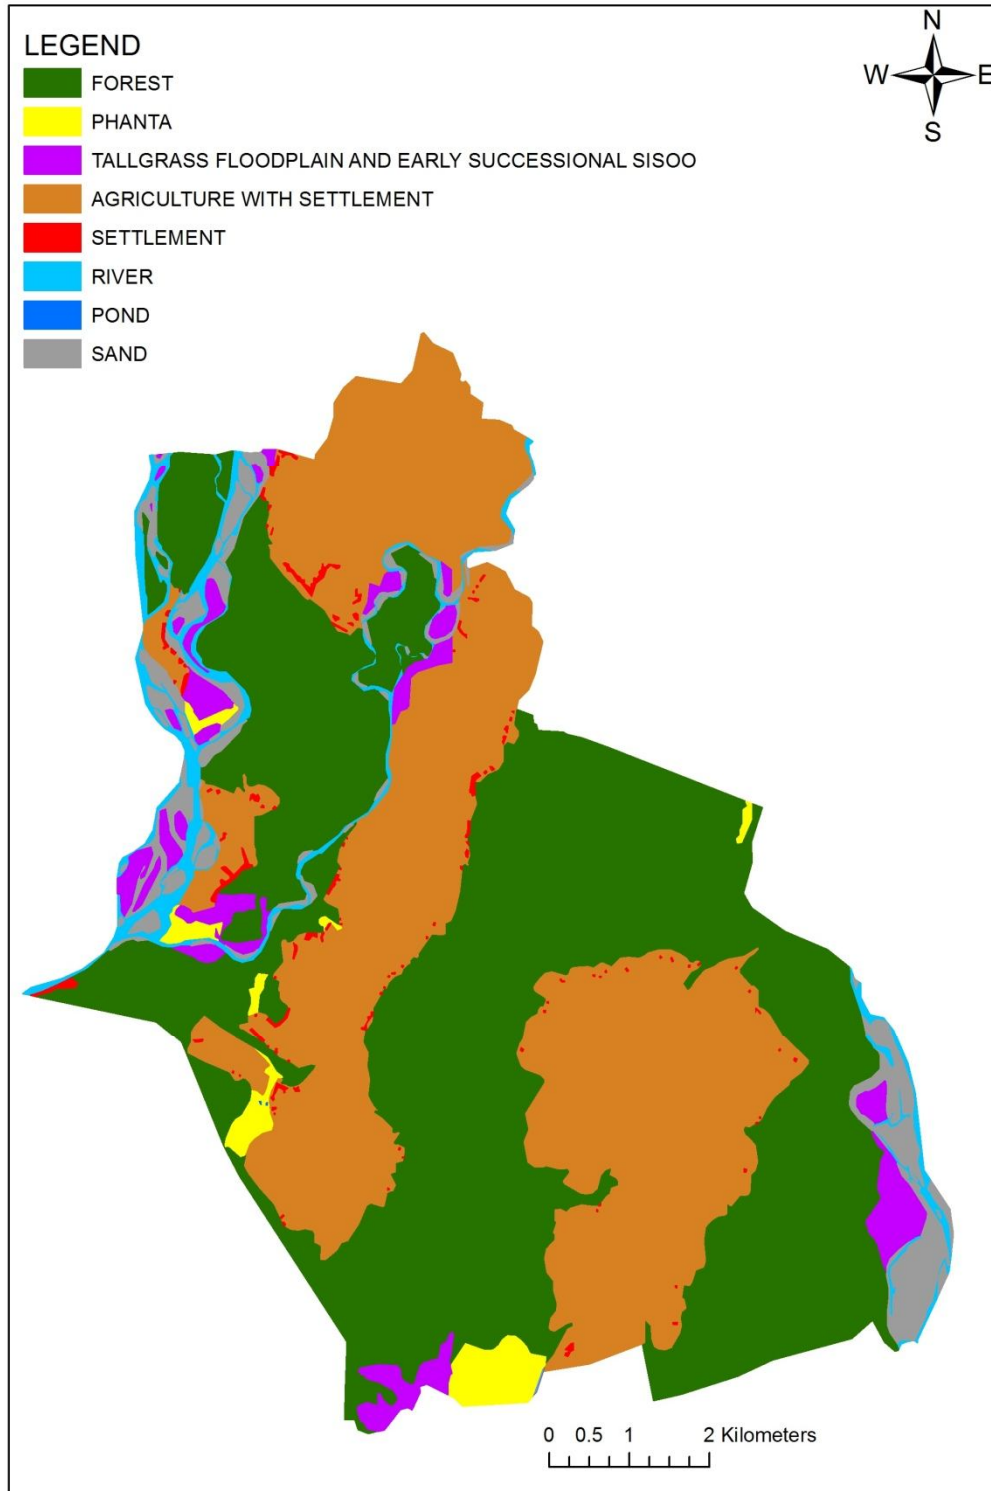 N
W E
S
LEGEND
FOREST
PHANTA
TALLGRASS FLOODPLAIN AND EARLY SUCCESSIONAL SISOO
AGRICULTURE WITH SETTLEMENT
SETTLEMENT
RIVER
POND
SAND
0 0.5 1 2 Kilometers